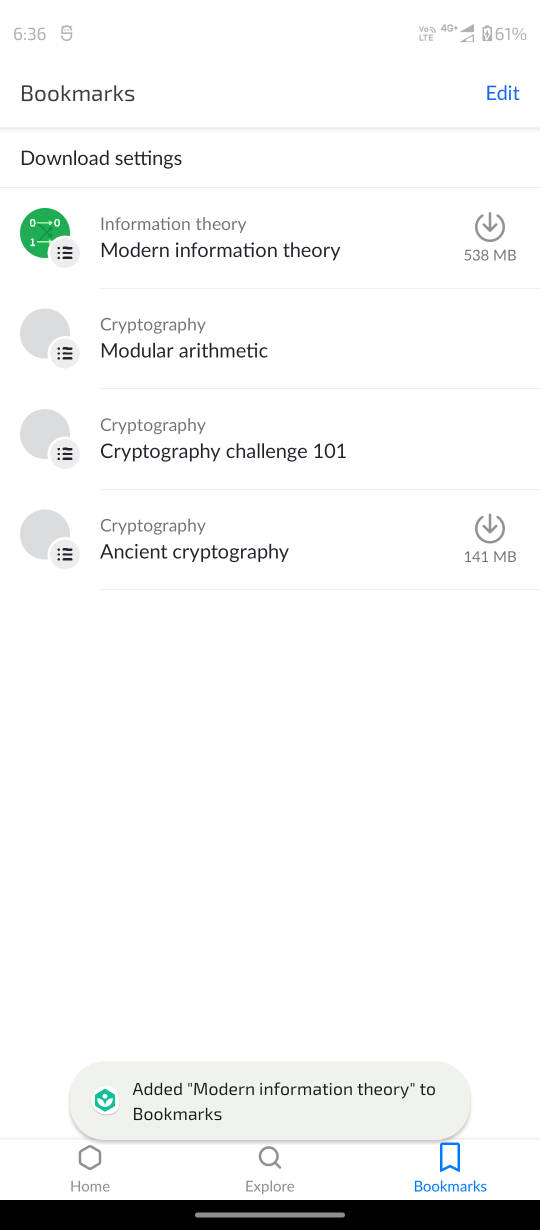 6:36
Vo
LTE
4G+
61%
Bookmarks
Edit
Download settings
0→0
1→
Information theory
Modern information theory
538 MB
Cryptography
Modular arithmetic
Cryptography
Cryptography challenge 101
Cryptography
Ancient cryptography
141 MB
Added "Modern information theory" to
Bookmarks
Home
Explore
Bookmarks